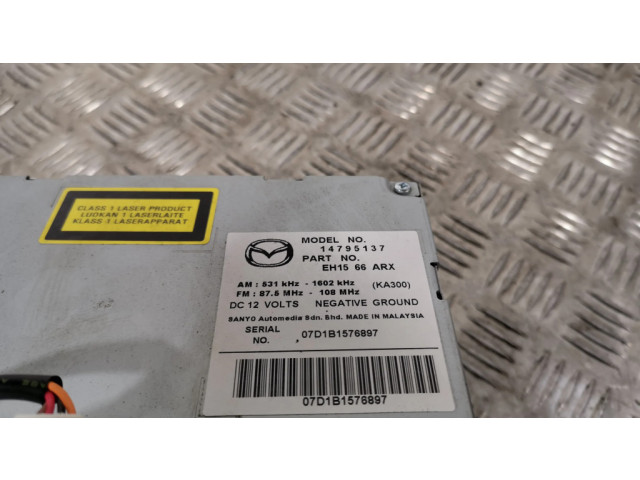 CLASS 1 LASER PRODUCT
LUOKAN 1 LASERLAITE
KLASS 1 LASERAPPARAT
MODEL NO.
14795137
PART NO.
EH15 66 ARX
AM : 531 kHz - 1602 kHz (KA300)
FM : 87.5 MHz - 108 MHz
DC 12 VOLTS NEGATIVE GROUND
SANYO Automedia Sdn. Bhd. MADE IN MALAYSIA
SERIAL NO. 07D1B1576897
07D1B1576897